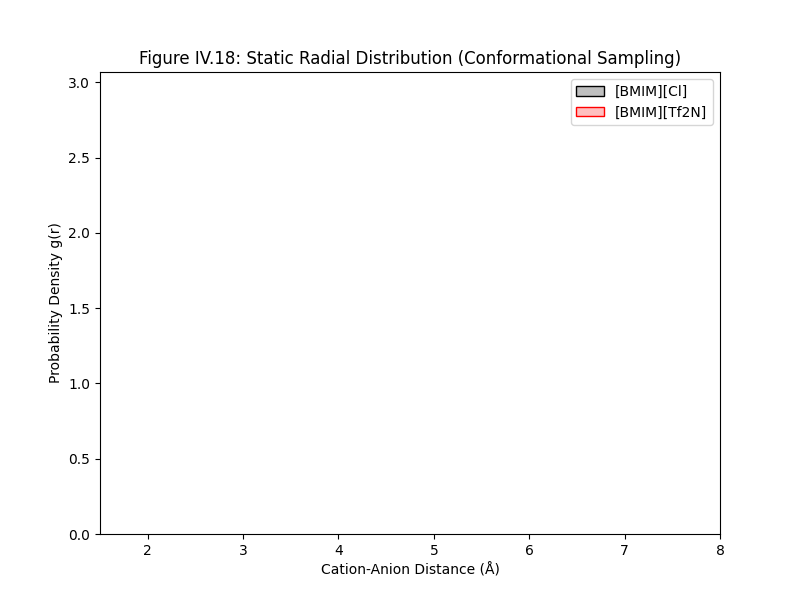 Figure IV.18: Static Radial Distribution (Conformational Sampling)
[BMIM][Cl]
[BMIM][Tf2N]
Probability Density g(r)
3.0
2.5
2.0
1.5
1.0
0.5
0.0
2 3 4 5 6 7 8
Cation-Anion Distance (Å)